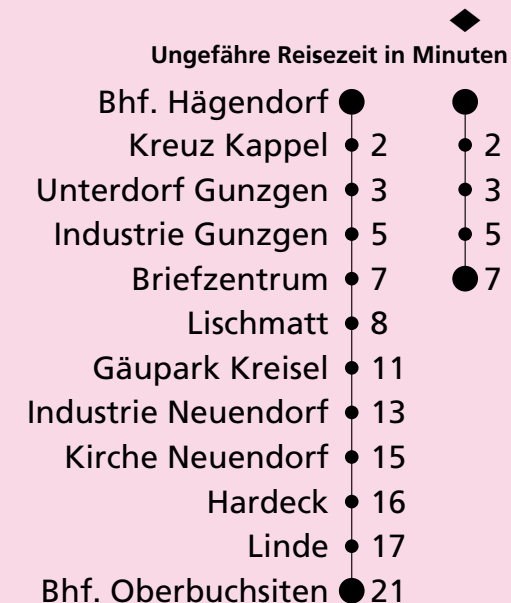 Ungefähre Reisezeit in Minuten
Bhf. Hägendorf
Kreuz Kappel 2 2
Unterdorf Gunzgen 3 3
Industrie Gunzgen 5 5
Briefzentrum 7 7
Lischmatt 8
Gäupark Kreisel 11
Industrie Neuendorf 13
Kirche Neuendorf 15
Hardeck 16
Linde 17
Bhf. Oberbuchsiten 21